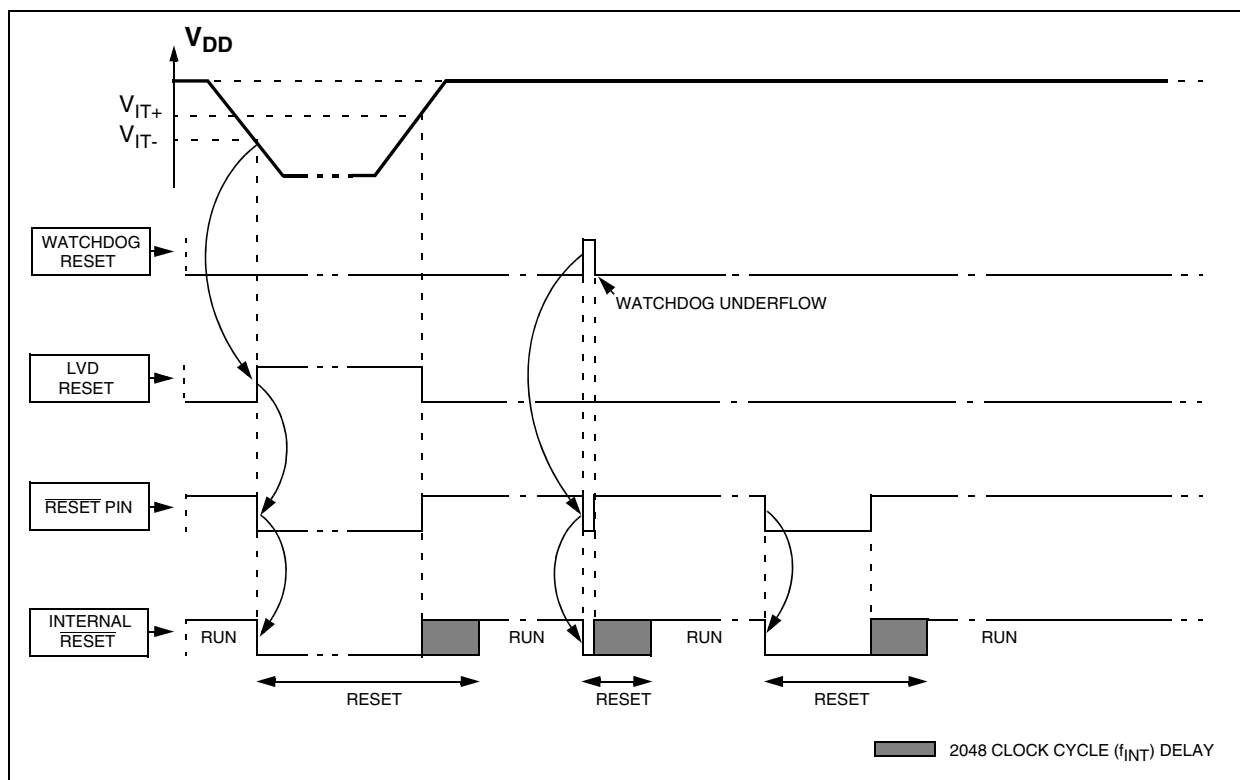 VDD
VIT+
VIT-
WATCHDOG
RESET
WATCHDOG UNDERFLOW
LVD
RESET
RESET PIN
INTERNAL
RESET
RUN
RUN
RUN
RUN
RESET
RESET
RESET
2048 CLOCK CYCLE (fINT) DELAY